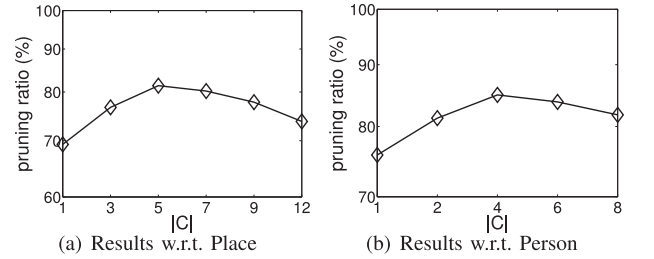 pruning ratio (%)
100
90
80
70
60
1 3 5 7 9 12
|C|
(a) Results w.r.t. Place
pruning ratio (%)
100
90
80
70
1 2 4 6 8
|C|
(b) Results w.r.t. Person